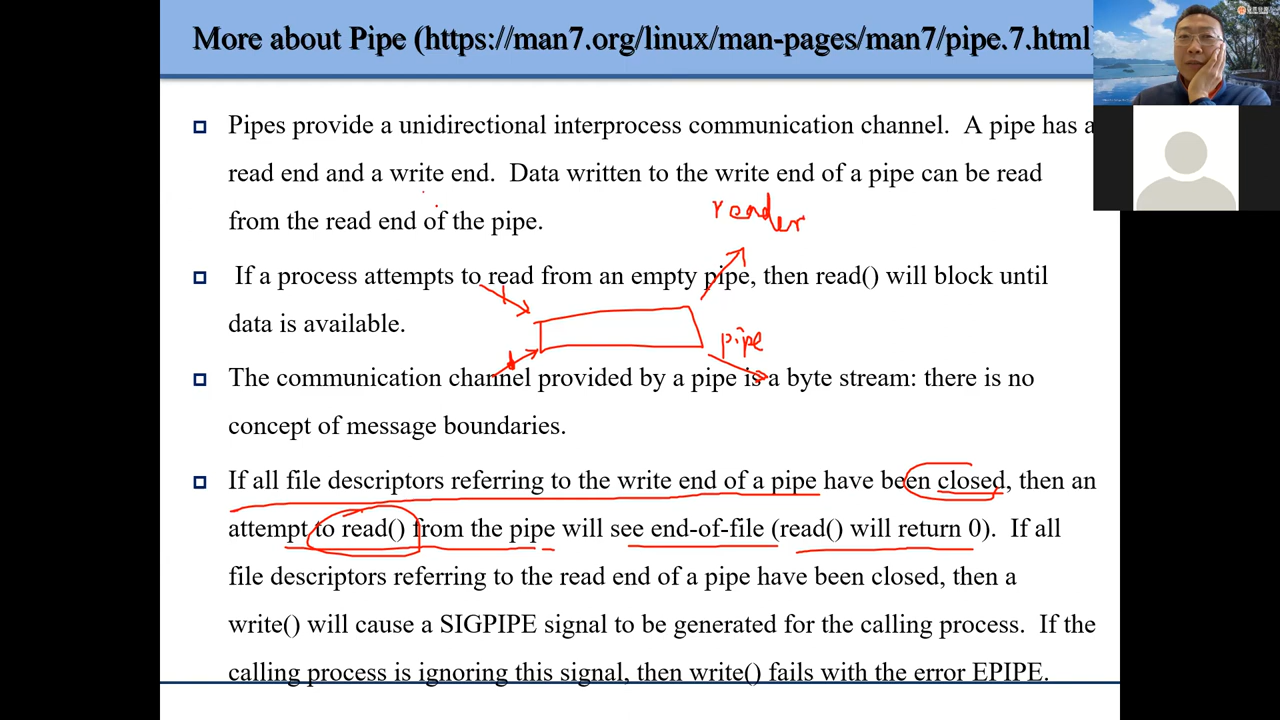 More about Pipe (https://man7.org/linux/man-pages/man7/pipe.7.html)
Pipes provide a unidirectional interprocess communication channel. A pipe has a
read end and a write end. Data written to the write end of a pipe can be read
from the read end of the pipe.
reader
If a process attempts to read from an empty pipe, then read() will block until
data is available.
pipe
The communication channel provided by a pipe is a byte stream: there is no
concept of message boundaries.
If all file descriptors referring to the write end of a pipe have been closed, then an
attempt to read() from the pipe will see end-of-file (read() will return 0). If all
file descriptors referring to the read end of a pipe have been closed, then a
write() will cause a SIGPIPE signal to be generated for the calling process. If the
calling process is ignoring this signal, then write() fails with the error EPIPE.